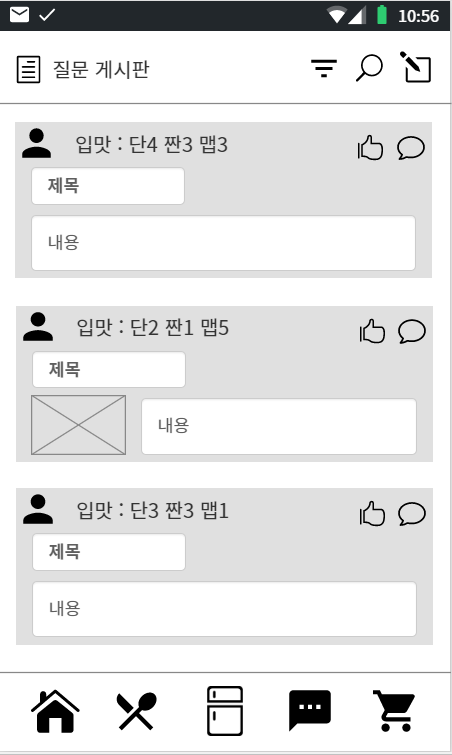 10:56
질문 게시판
입맛 : 단4 짠3 맵3
제목
내용
입맛 : 단2 짠1 맵5
제목
내용
입맛 : 단3 짠3 맵1
제목
내용